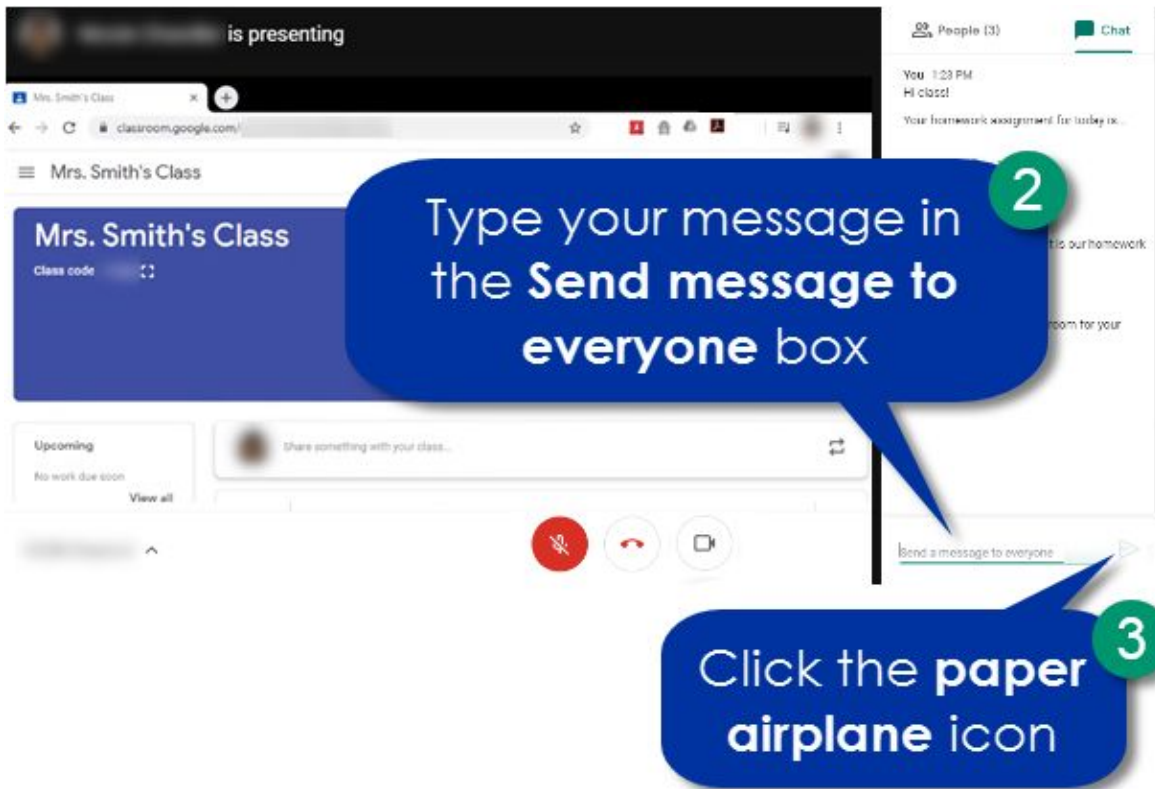 is presenting
People (3)
Chat
Mrs. Smith's Class
classroom.google.com/
Mrs. Smith's Class
Mrs. Smith's Class
Class code
Upcoming
No work due soon
View all
Share something with your class...
You 1:23 PM
Hi class!
Your homework assignment for today is...
is our homework
room for your
2
Type your message in
the Send message to
everyone box
Send a message to everyone
3
Click the paper
airplane icon